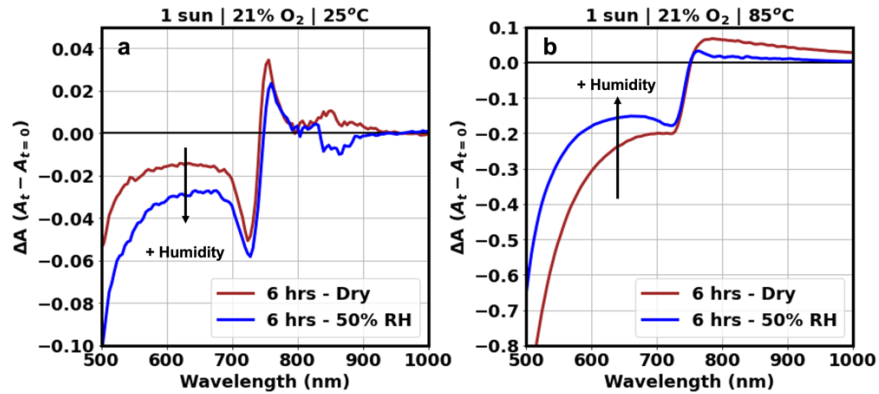 1 sun | 21% O₂ | 25°C
a
0.04
0.02
0.00
−0.02
−0.04
−0.06
−0.08
−0.10
+ Humidity
6 hrs - Dry
6 hrs - 50% RH
500 600 700 800 900 1000
Wavelength (nm)
ΔA (Aₜ − Aₜ₌₀)
1 sun | 21% O₂ | 85°C
b
0.1
0.0
−0.1
−0.2
−0.3
−0.4
−0.5
−0.6
−0.7
−0.8
+ Humidity
6 hrs - Dry
6 hrs - 50% RH
500 600 700 800 900 1000
Wavelength (nm)
ΔA (Aₜ − Aₜ₌₀)